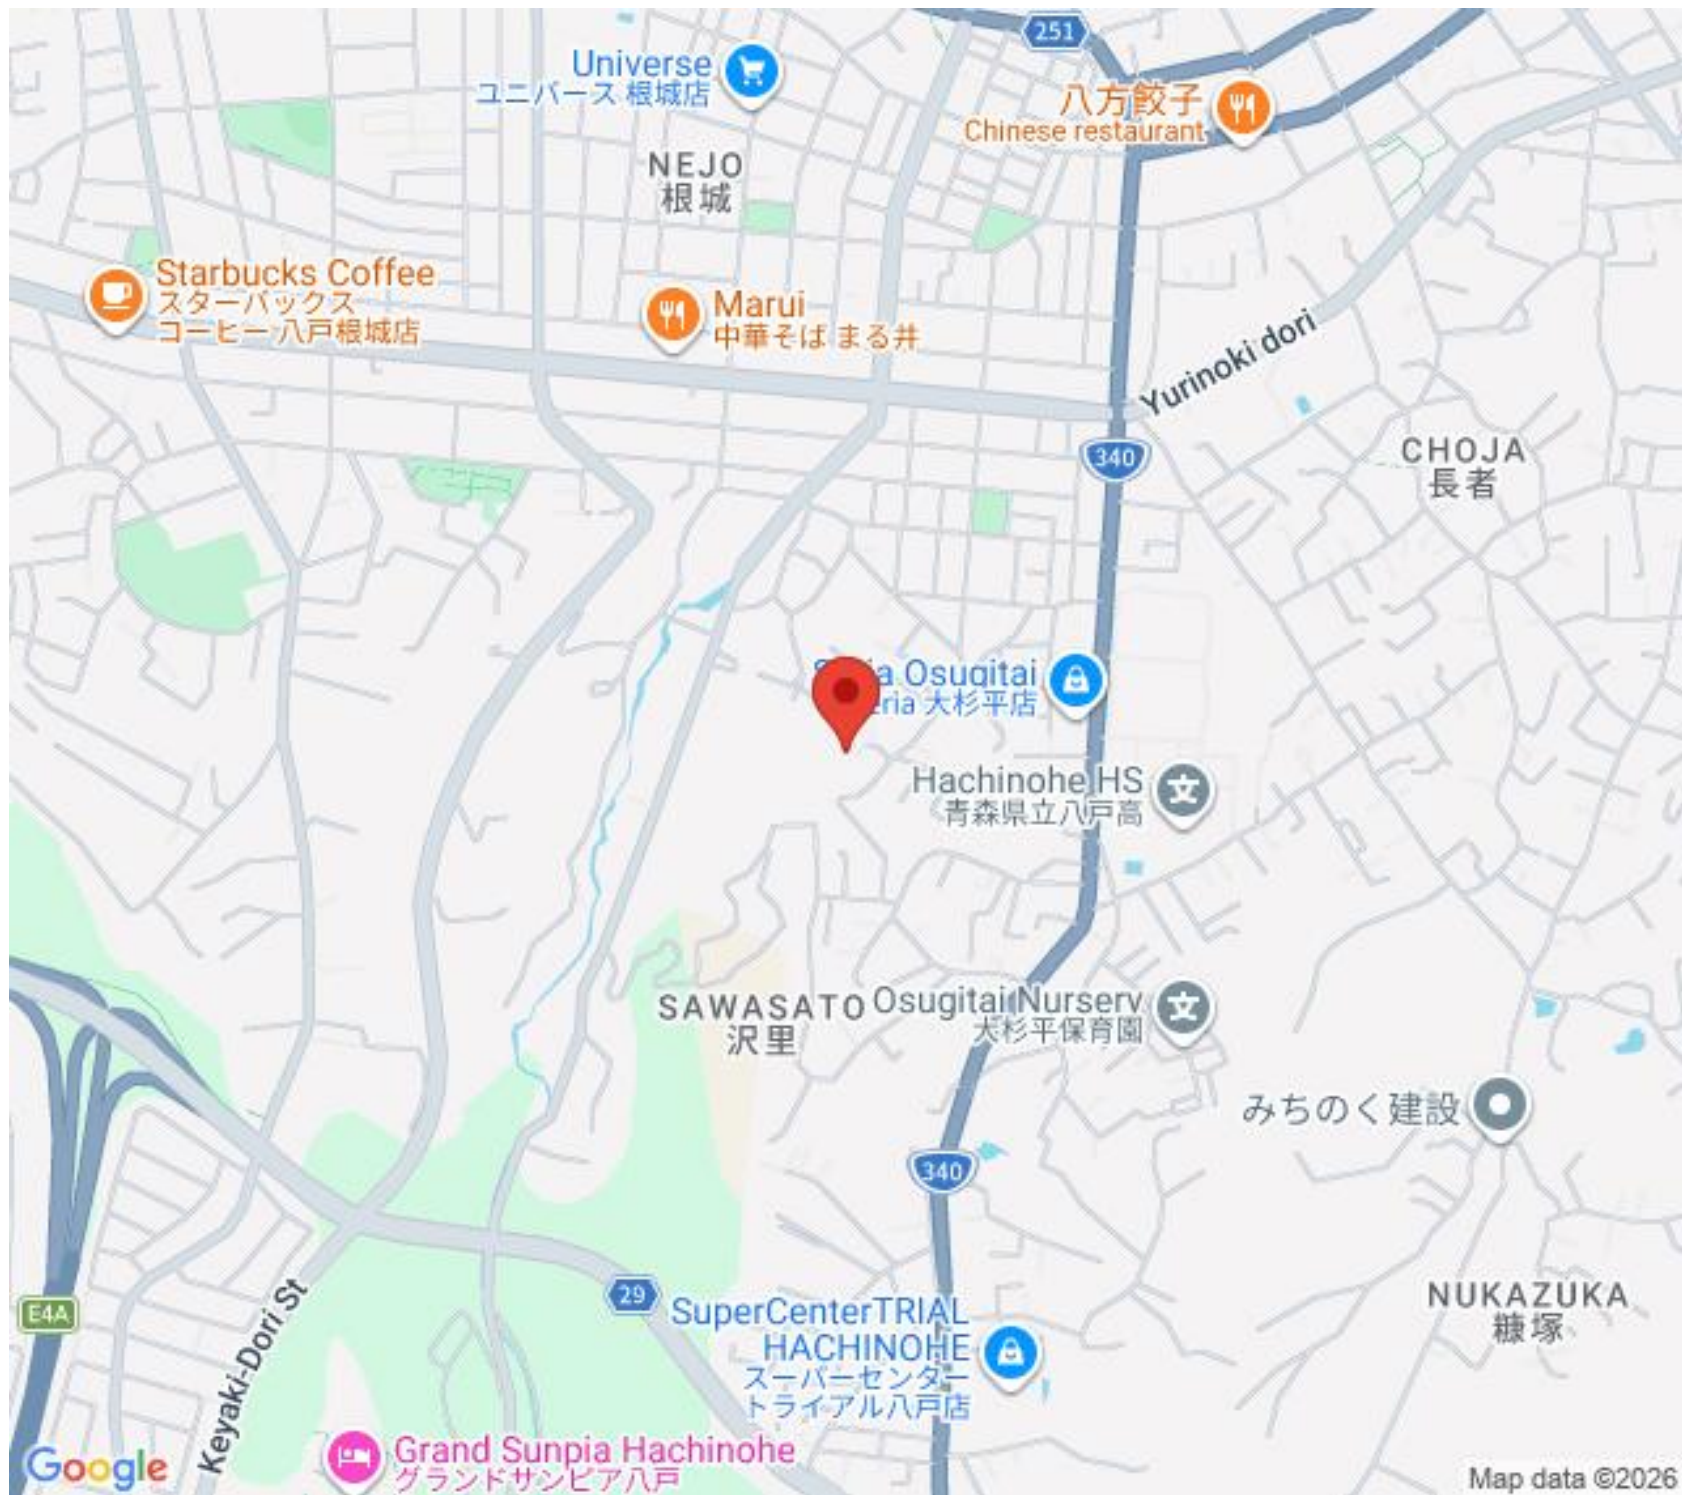 251
Universe
ユニバース 根城店
八方餃子
Chinese restaurant
NEJO
根城
Starbucks Coffee
スターバックス
コーヒー 八戸根城店
Marui
中華そば まる井
Yurinoki dori
340
CHOJA
長者
Osugitai
大杉平店
Hachinohe HS
青森県立八戸高
SAWASATO
沢里
Osugitai Nursery
大杉平保育園
みちのく建設
340
E4A
Keyaki-Dori St
29
SuperCenterTRIAL
HACHINOHE
スーパーセンター
トライアル八戸店
NUKAZUKA
糠塚
Grand Sunpia Hachinohe
グランドサンピア八戸
Google
Map data ©2026